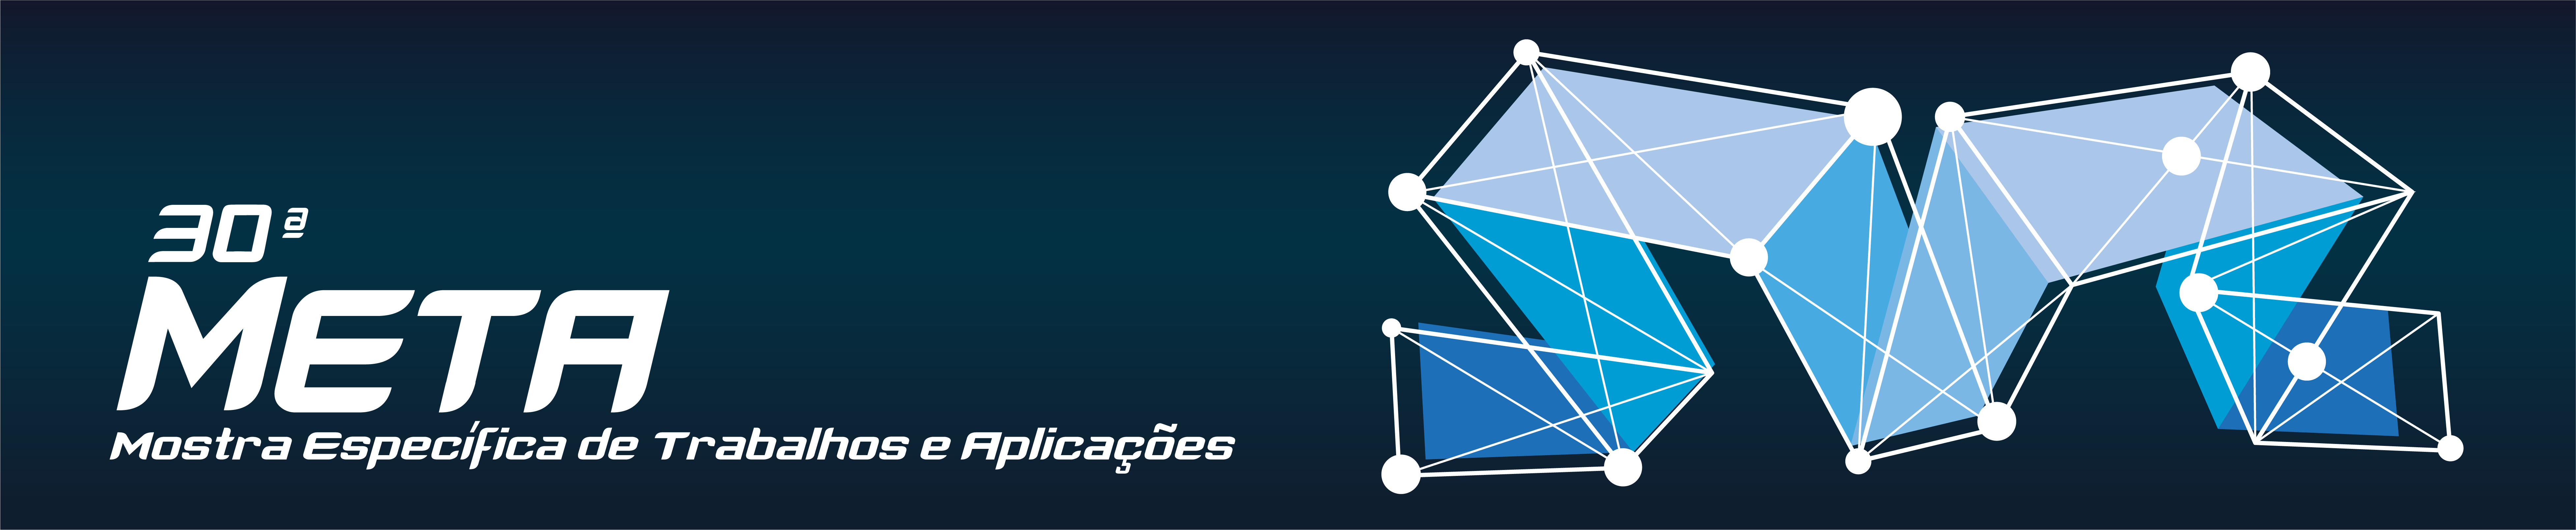 30ª
META
Mostra Específica de Trabalhos e Aplicações